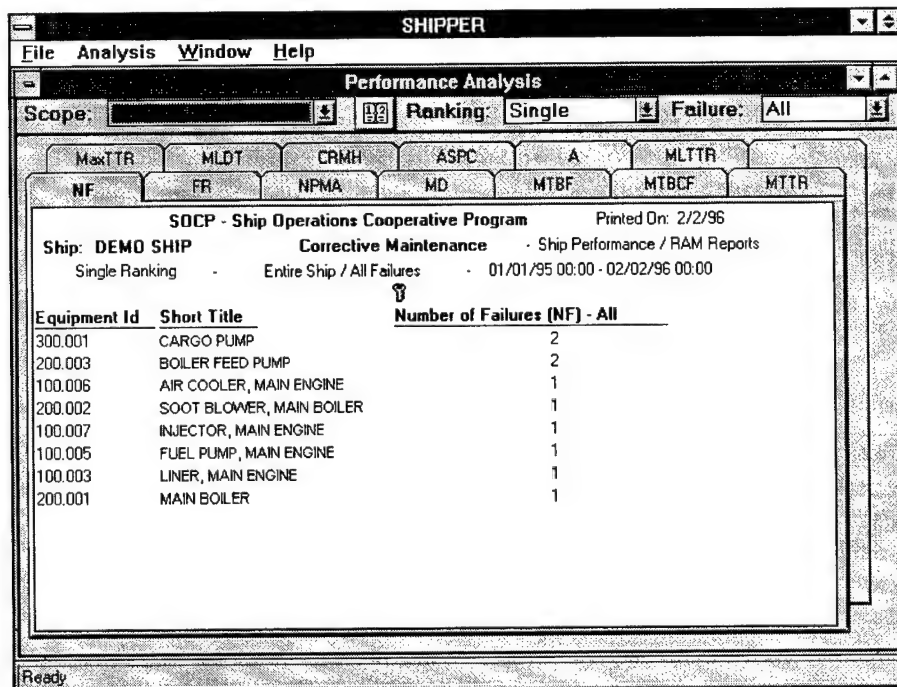 SHIPPER
File Analysis Window Help
Performance Analysis
Scope: Ranking: Single Failure: All
MaxTTR MLDT CRMH ASPC A MLTTR
NF FR NPMA MD MTBF MTBCF MTTR
SOCP - Ship Operations Cooperative Program Printed On: 2/2/96
Ship: DEMO SHIP Corrective Maintenance - Ship Performance / RAM Reports
Single Ranking - Entire Ship / All Failures - 01/01/95 00:00 - 02/02/96 00:00
Equipment Id Short Title Number of Failures (NF) - All
300.001 CARGO PUMP 2
200.003 BOILER FEED PUMP 2
100.006 AIR COOLER, MAIN ENGINE 1
200.002 SOOT BLOWER, MAIN BOILER 1
100.007 INJECTOR, MAIN ENGINE 1
100.005 FUEL PUMP, MAIN ENGINE 1
100.003 LINER, MAIN ENGINE 1
200.001 MAIN BOILER 1
Ready